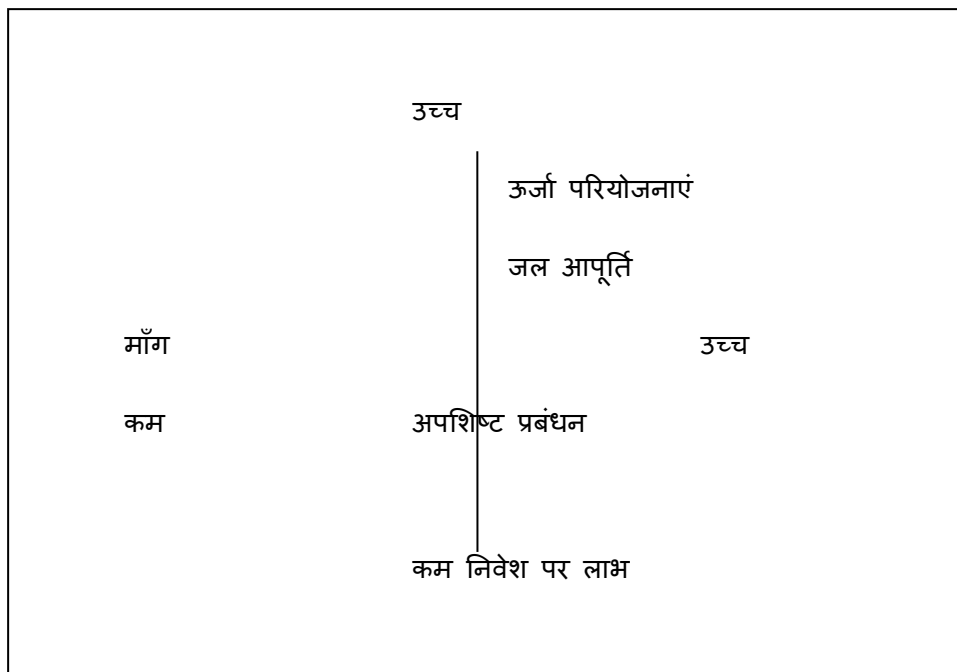 उच्च
ऊर्जा परियोजनाएं
जल आपूर्ति
माँग उच्च
कम अपशिष्ट प्रबंधन
कम निवेश पर लाभ